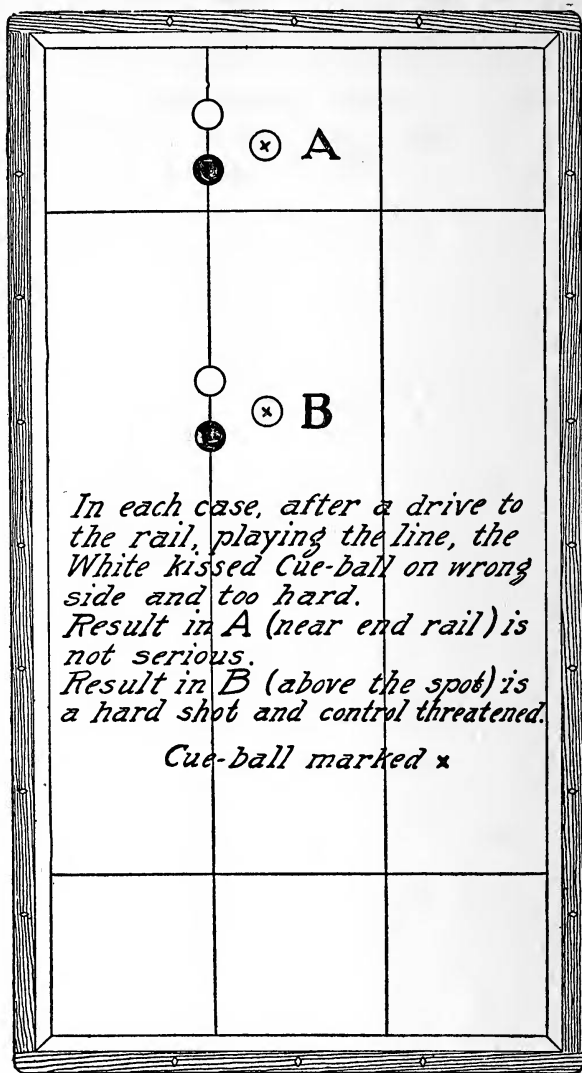 A
B
In each case, after a drive to
the rail, playing the line, the
White kissed Cue-ball on wrong
side and too hard.
Result in A (near end rail) is
not serious.
Result in B (above the spot) is
a hard shot and control threatened.
Cue-ball marked x